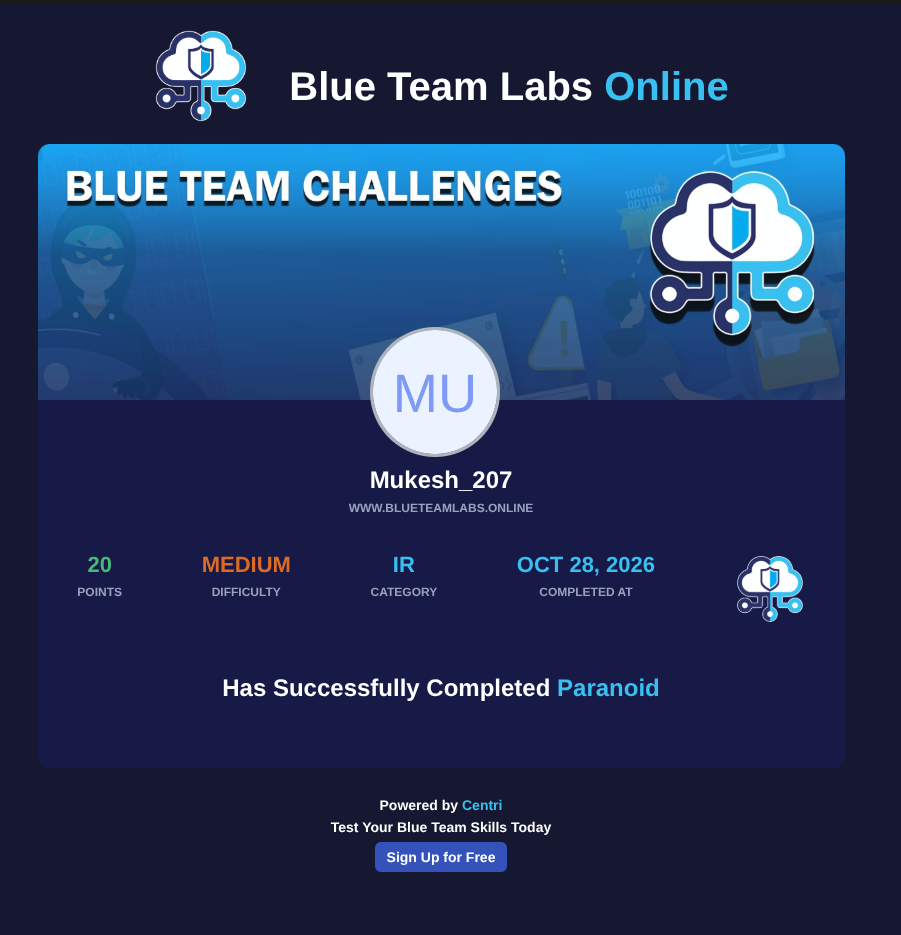 Blue Team Labs Online
BLUE TEAM CHALLENGES
100100
001101
MU
Mukesh_207
WWW.BLUETEAMLABS.ONLINE
20 MEDIUM IR OCT 28, 2026
POINTS DIFFICULTY CATEGORY COMPLETED AT
Has Successfully Completed Paranoid
Powered by Centri
Test Your Blue Team Skills Today
Sign Up for Free